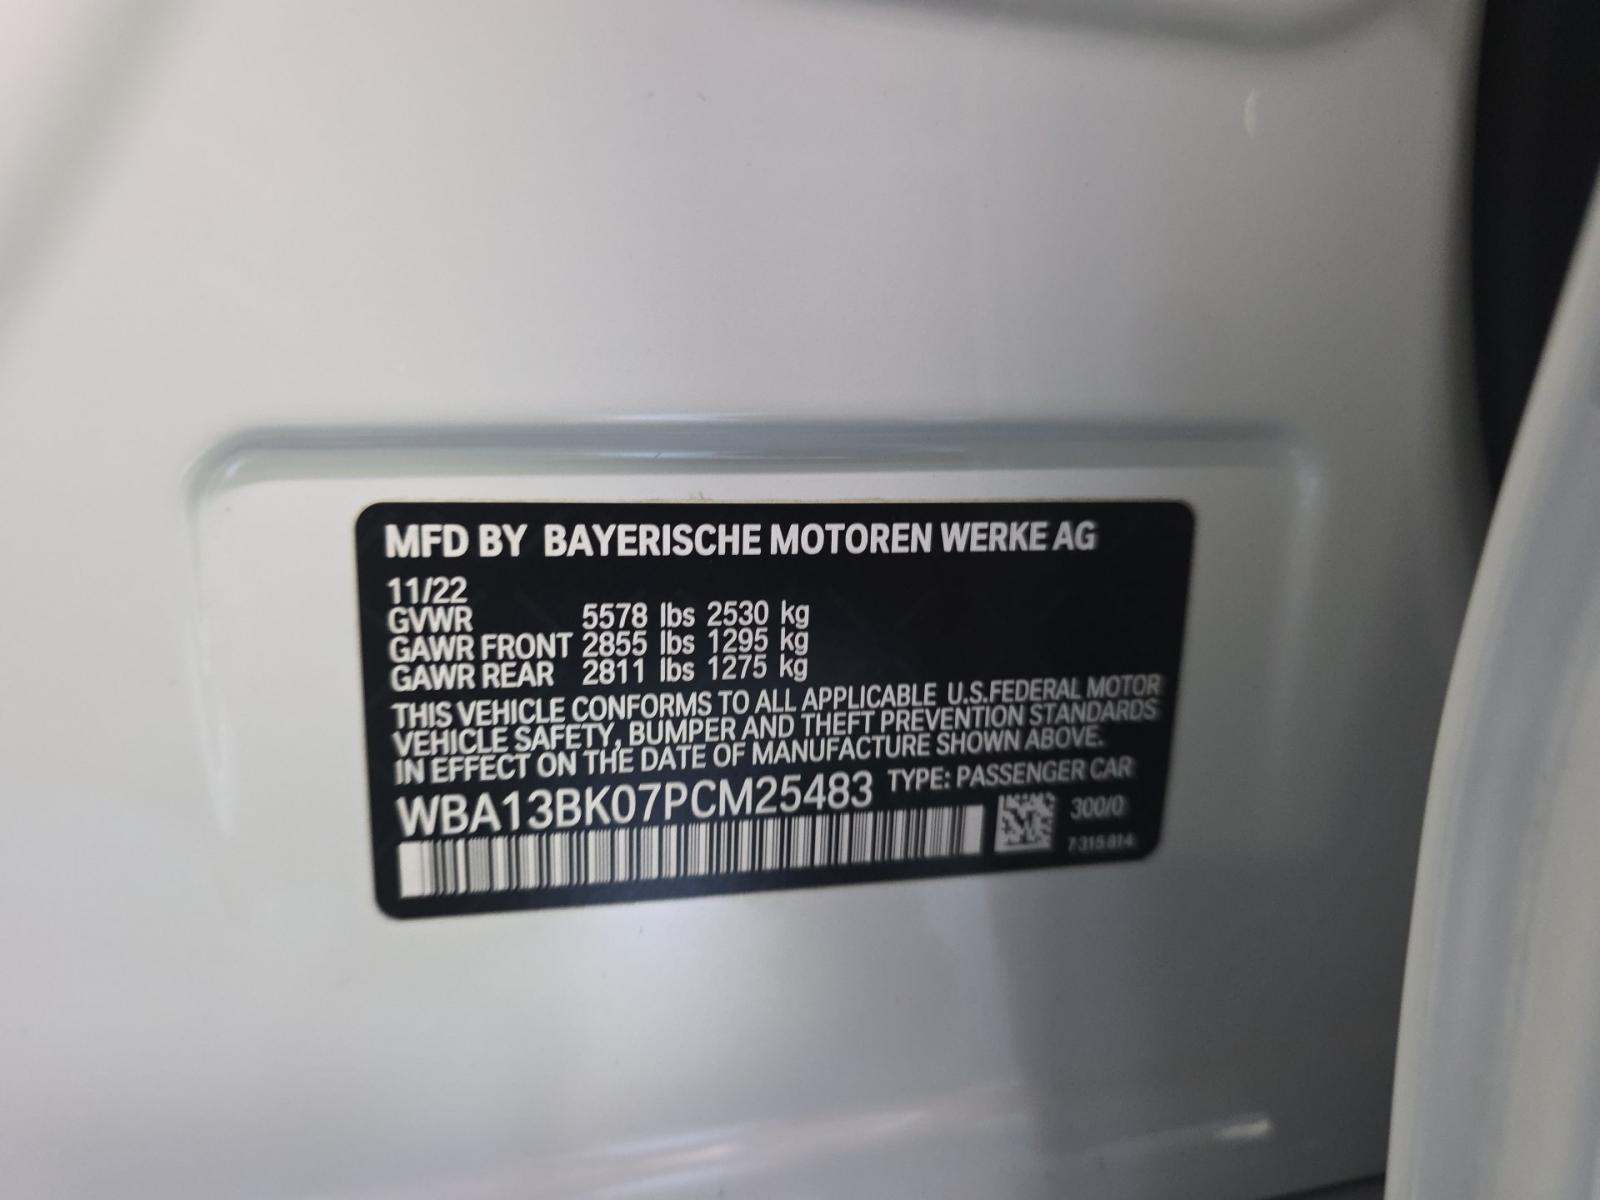 MFD BY BAYERISCHE MOTOREN WERKE AG
11/22
GVWR 5578 lbs 2530 kg
GAWR FRONT 2855 lbs 1295 kg
GAWR REAR 2811 lbs 1275 kg
THIS VEHICLE CONFORMS TO ALL APPLICABLE U.S.FEDERAL MOTOR
VEHICLE SAFETY, BUMPER AND THEFT PREVENTION STANDARDS
IN EFFECT ON THE DATE OF MANUFACTURE SHOWN ABOVE.
WBA13BK07PCM25483 TYPE: PASSENGER CAR
300/0
7 315 814